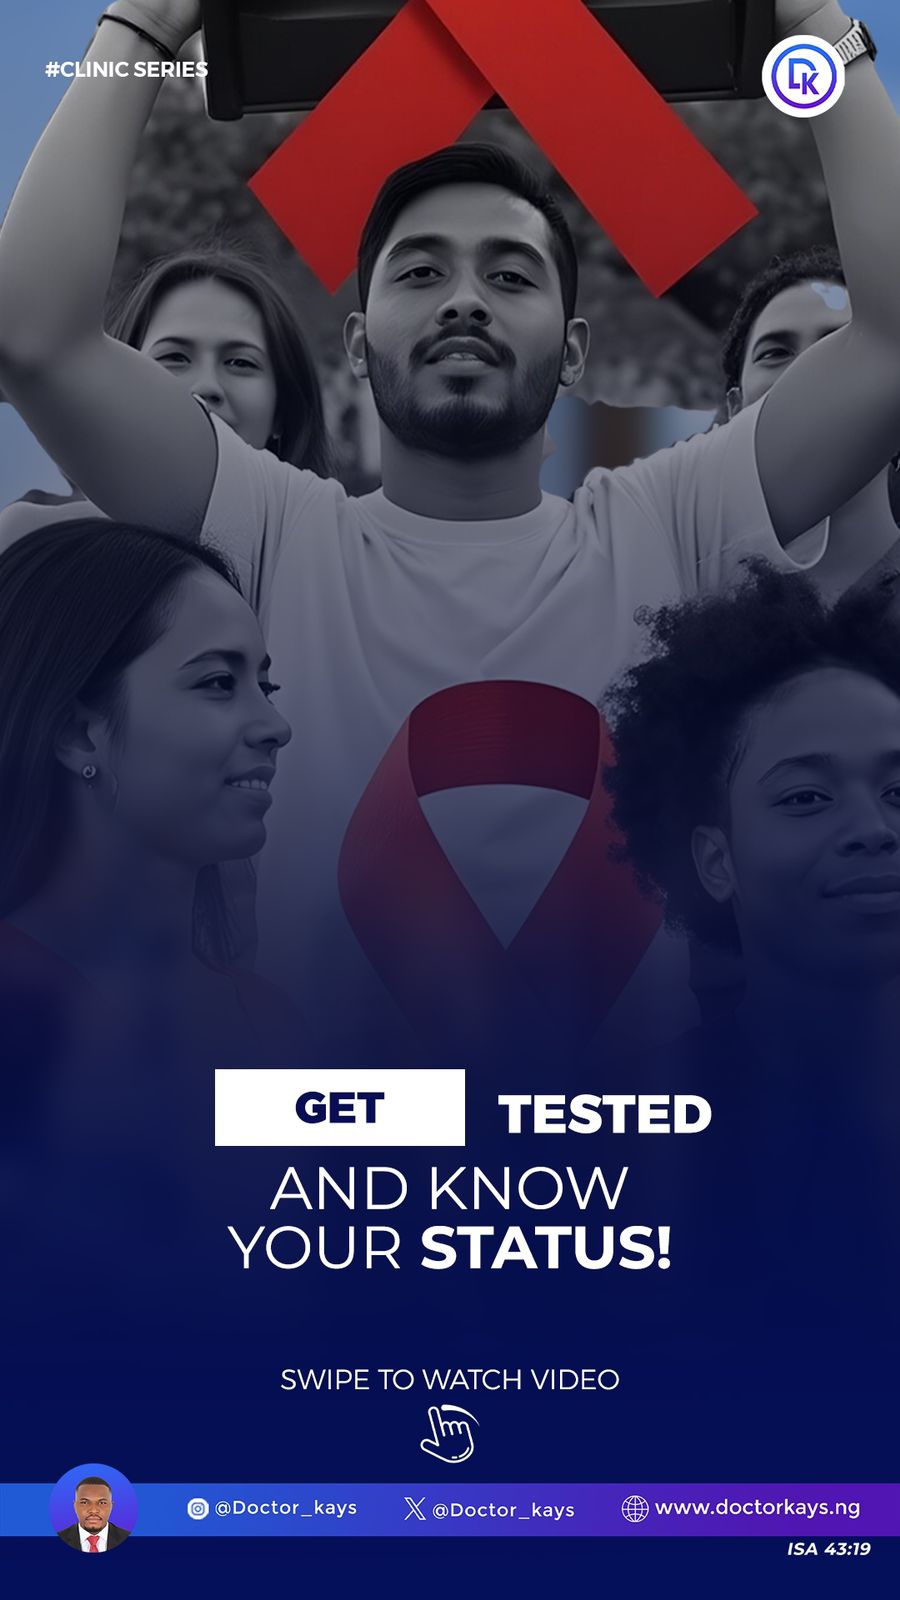 #CLINIC SERIES
DK
GET TESTED
AND KNOW
YOUR STATUS!
SWIPE TO WATCH VIDEO
@Doctor_kays @Doctor_kays www.doctorkays.ng
ISA 43:19